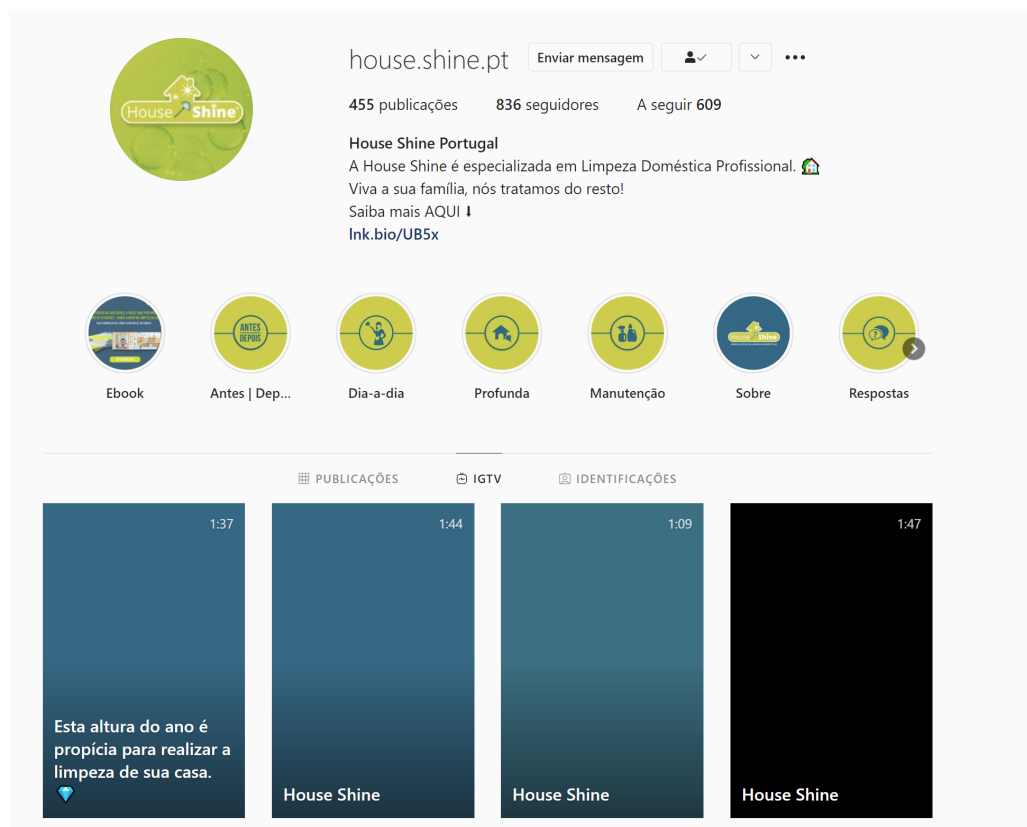 House Shine
house.shine.pt Enviar mensagem
455 publicações 836 seguidores A seguir 609
House Shine Portugal
A House Shine é especializada em Limpeza Doméstica Profissional.
Viva a sua família, nós tratamos do resto!
Saiba mais AQUI ⬇
lnk.bio/UB5x
ANTES
DEPOIS
House Shine
Ebook Antes | Dep... Dia-a-dia Profunda Manutenção Sobre Respostas
PUBLICAÇÕES IGTV IDENTIFICAÇÕES
1:37 1:44 1:09 1:47
Esta altura do ano é
propícia para realizar a
limpeza de sua casa.
💎
House Shine House Shine House Shine